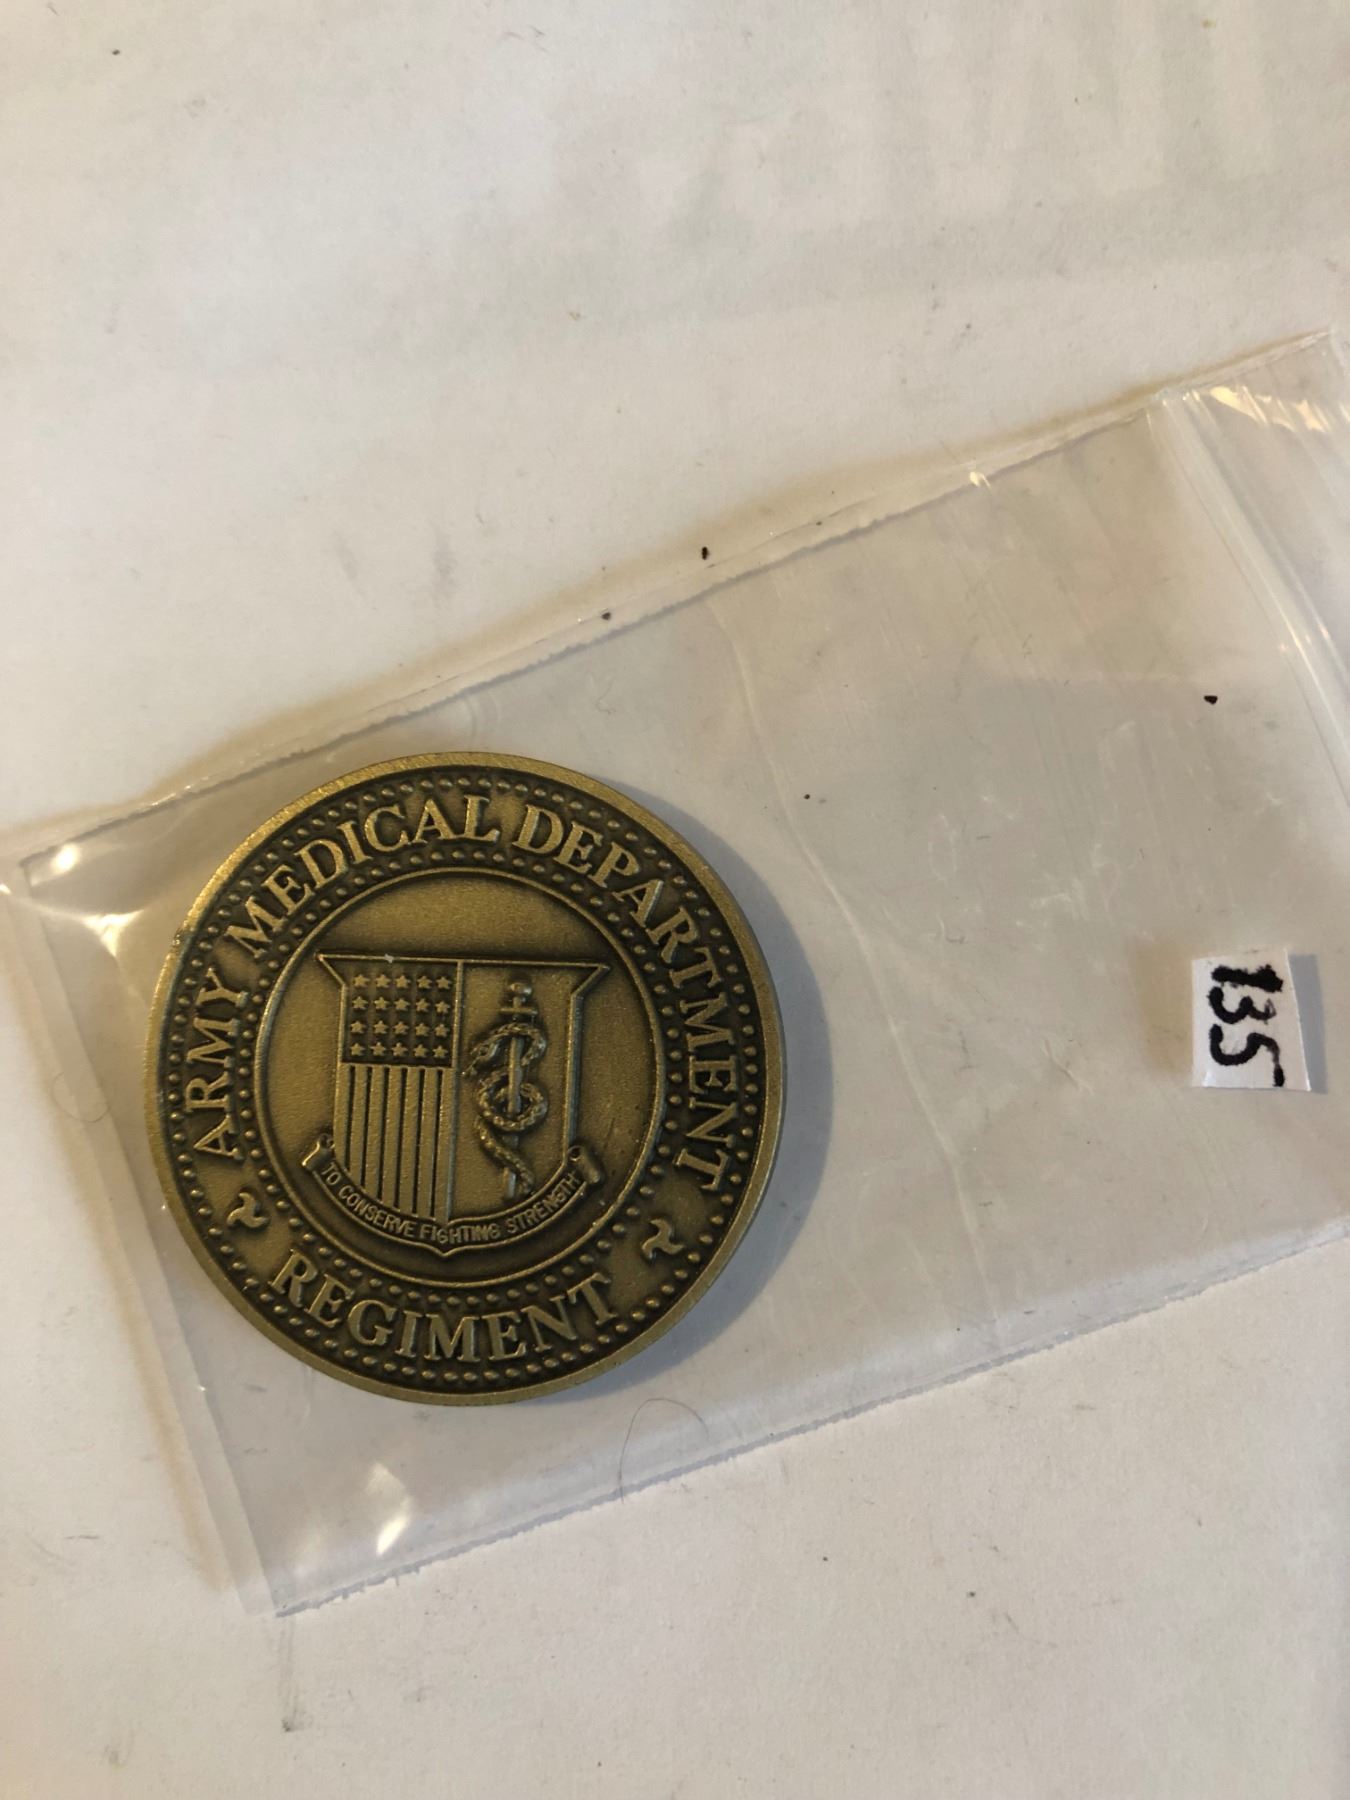 ARMY MEDICAL DEPARTMENT
REGIMENT
TO CONSERVE FIGHTING STRENGTH
135